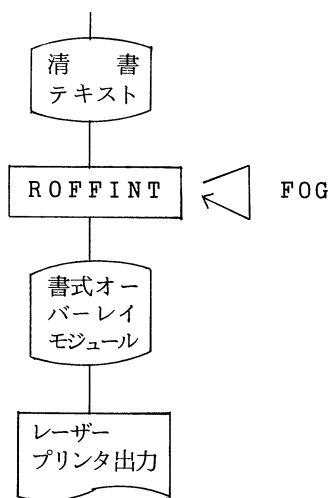 清書
テキスト
ROFFINT
FOG
書式オー
バーレイ
モジュール
レーザー
プリンタ出力